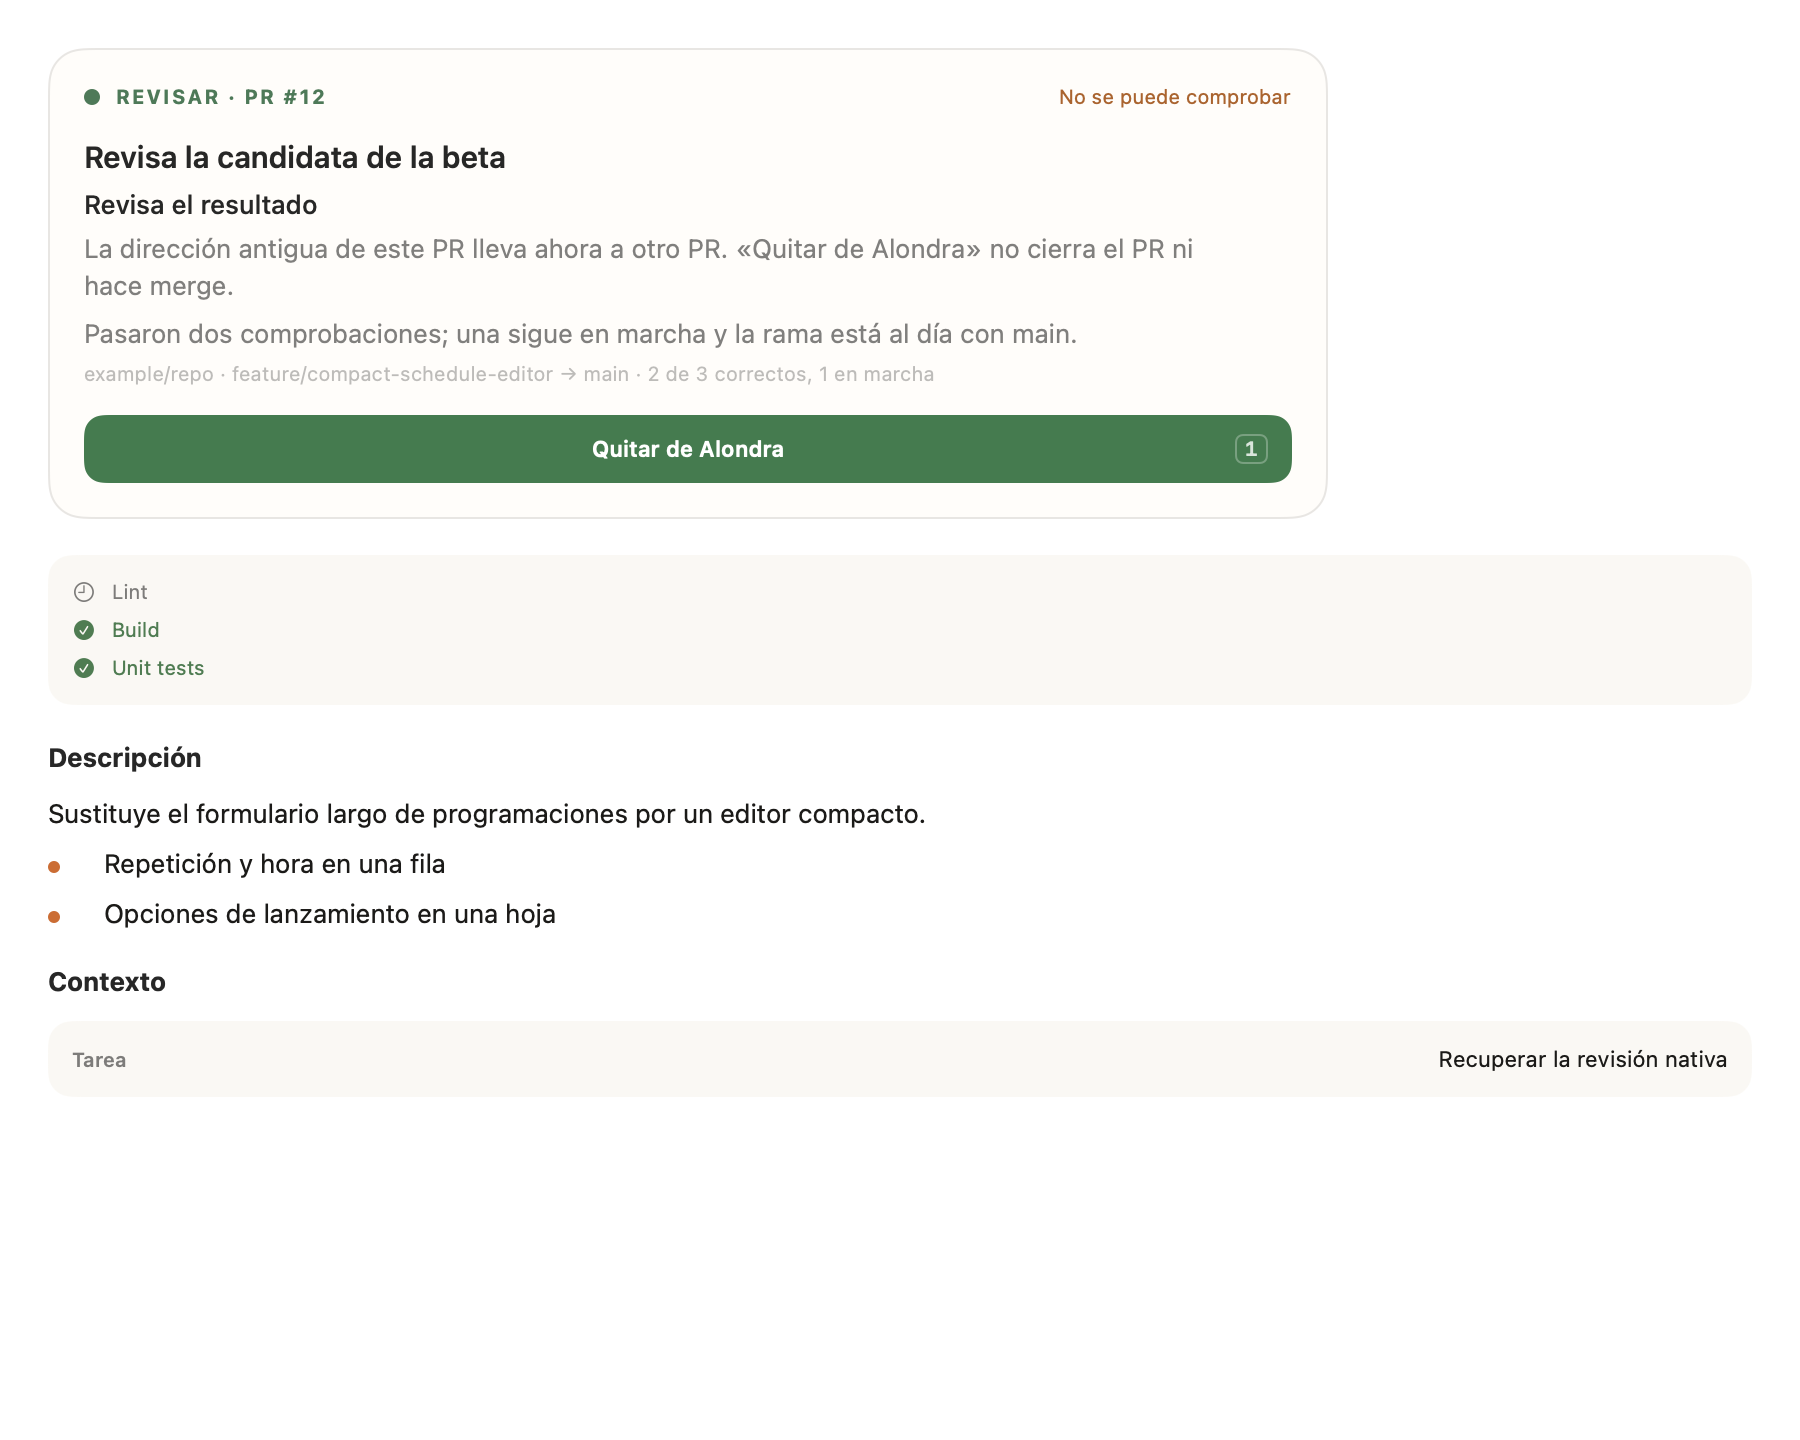 REVISAR · PR #12
No se puede comprobar
Revisa la candidata de la beta
Revisa el resultado
La dirección antigua de este PR lleva ahora a otro PR. «Quitar de Alondra» no cierra el PR ni
hace merge.
Pasaron dos comprobaciones; una sigue en marcha y la rama está al día con main.
example/repo · feature/compact-schedule-editor → main · 2 de 3 correctos, 1 en marcha
Quitar de Alondra
1
Lint
Build
Unit tests
Descripción
Sustituye el formulario largo de programaciones por un editor compacto.
Repetición y hora en una fila
Opciones de lanzamiento en una hoja
Contexto
Tarea
Recuperar la revisión nativa